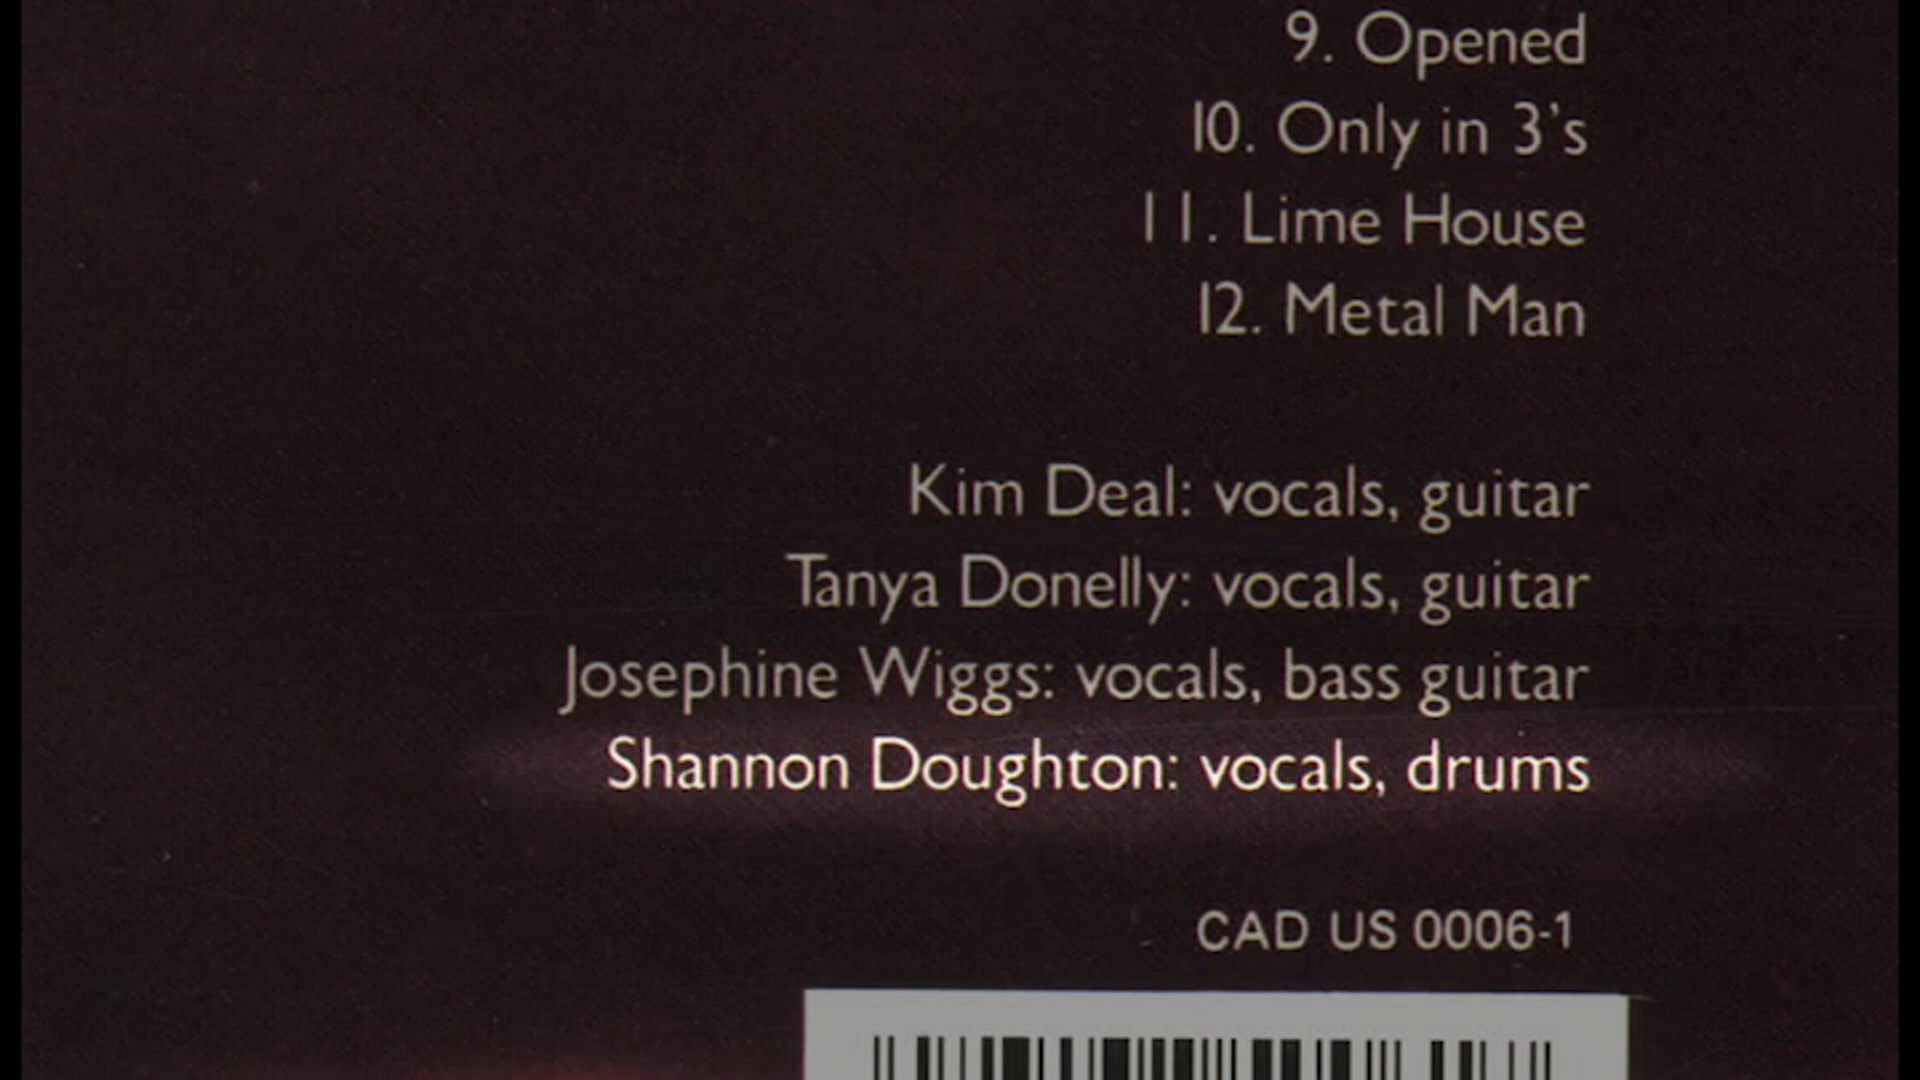 9. Opened
10. Only in 3's
11. Lime House
12. Metal Man
Kim Deal: vocals, guitar
Tanya Donelly: vocals, guitar
Josephine Wiggs: vocals, bass guitar
Shannon Doughton: vocals, drums
CAD US 0006-1